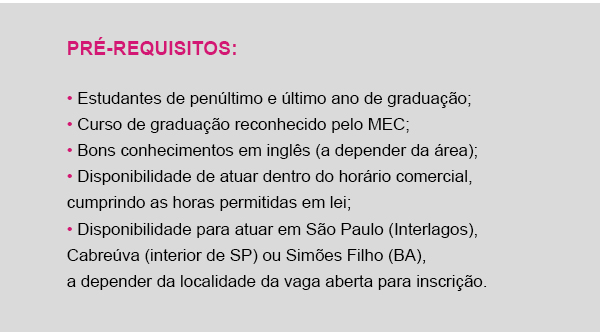 PRÉ-REQUISITOS:
• Estudantes de penúltimo e último ano de graduação;
• Curso de graduação reconhecido pelo MEC;
• Bons conhecimentos em inglês (a depender da área);
• Disponibilidade de atuar dentro do horário comercial,
cumprindo as horas permitidas em lei;
• Disponibilidade para atuar em São Paulo (Interlagos),
Cabreúva (interior de SP) ou Simões Filho (BA),
a depender da localidade da vaga aberta para inscrição.